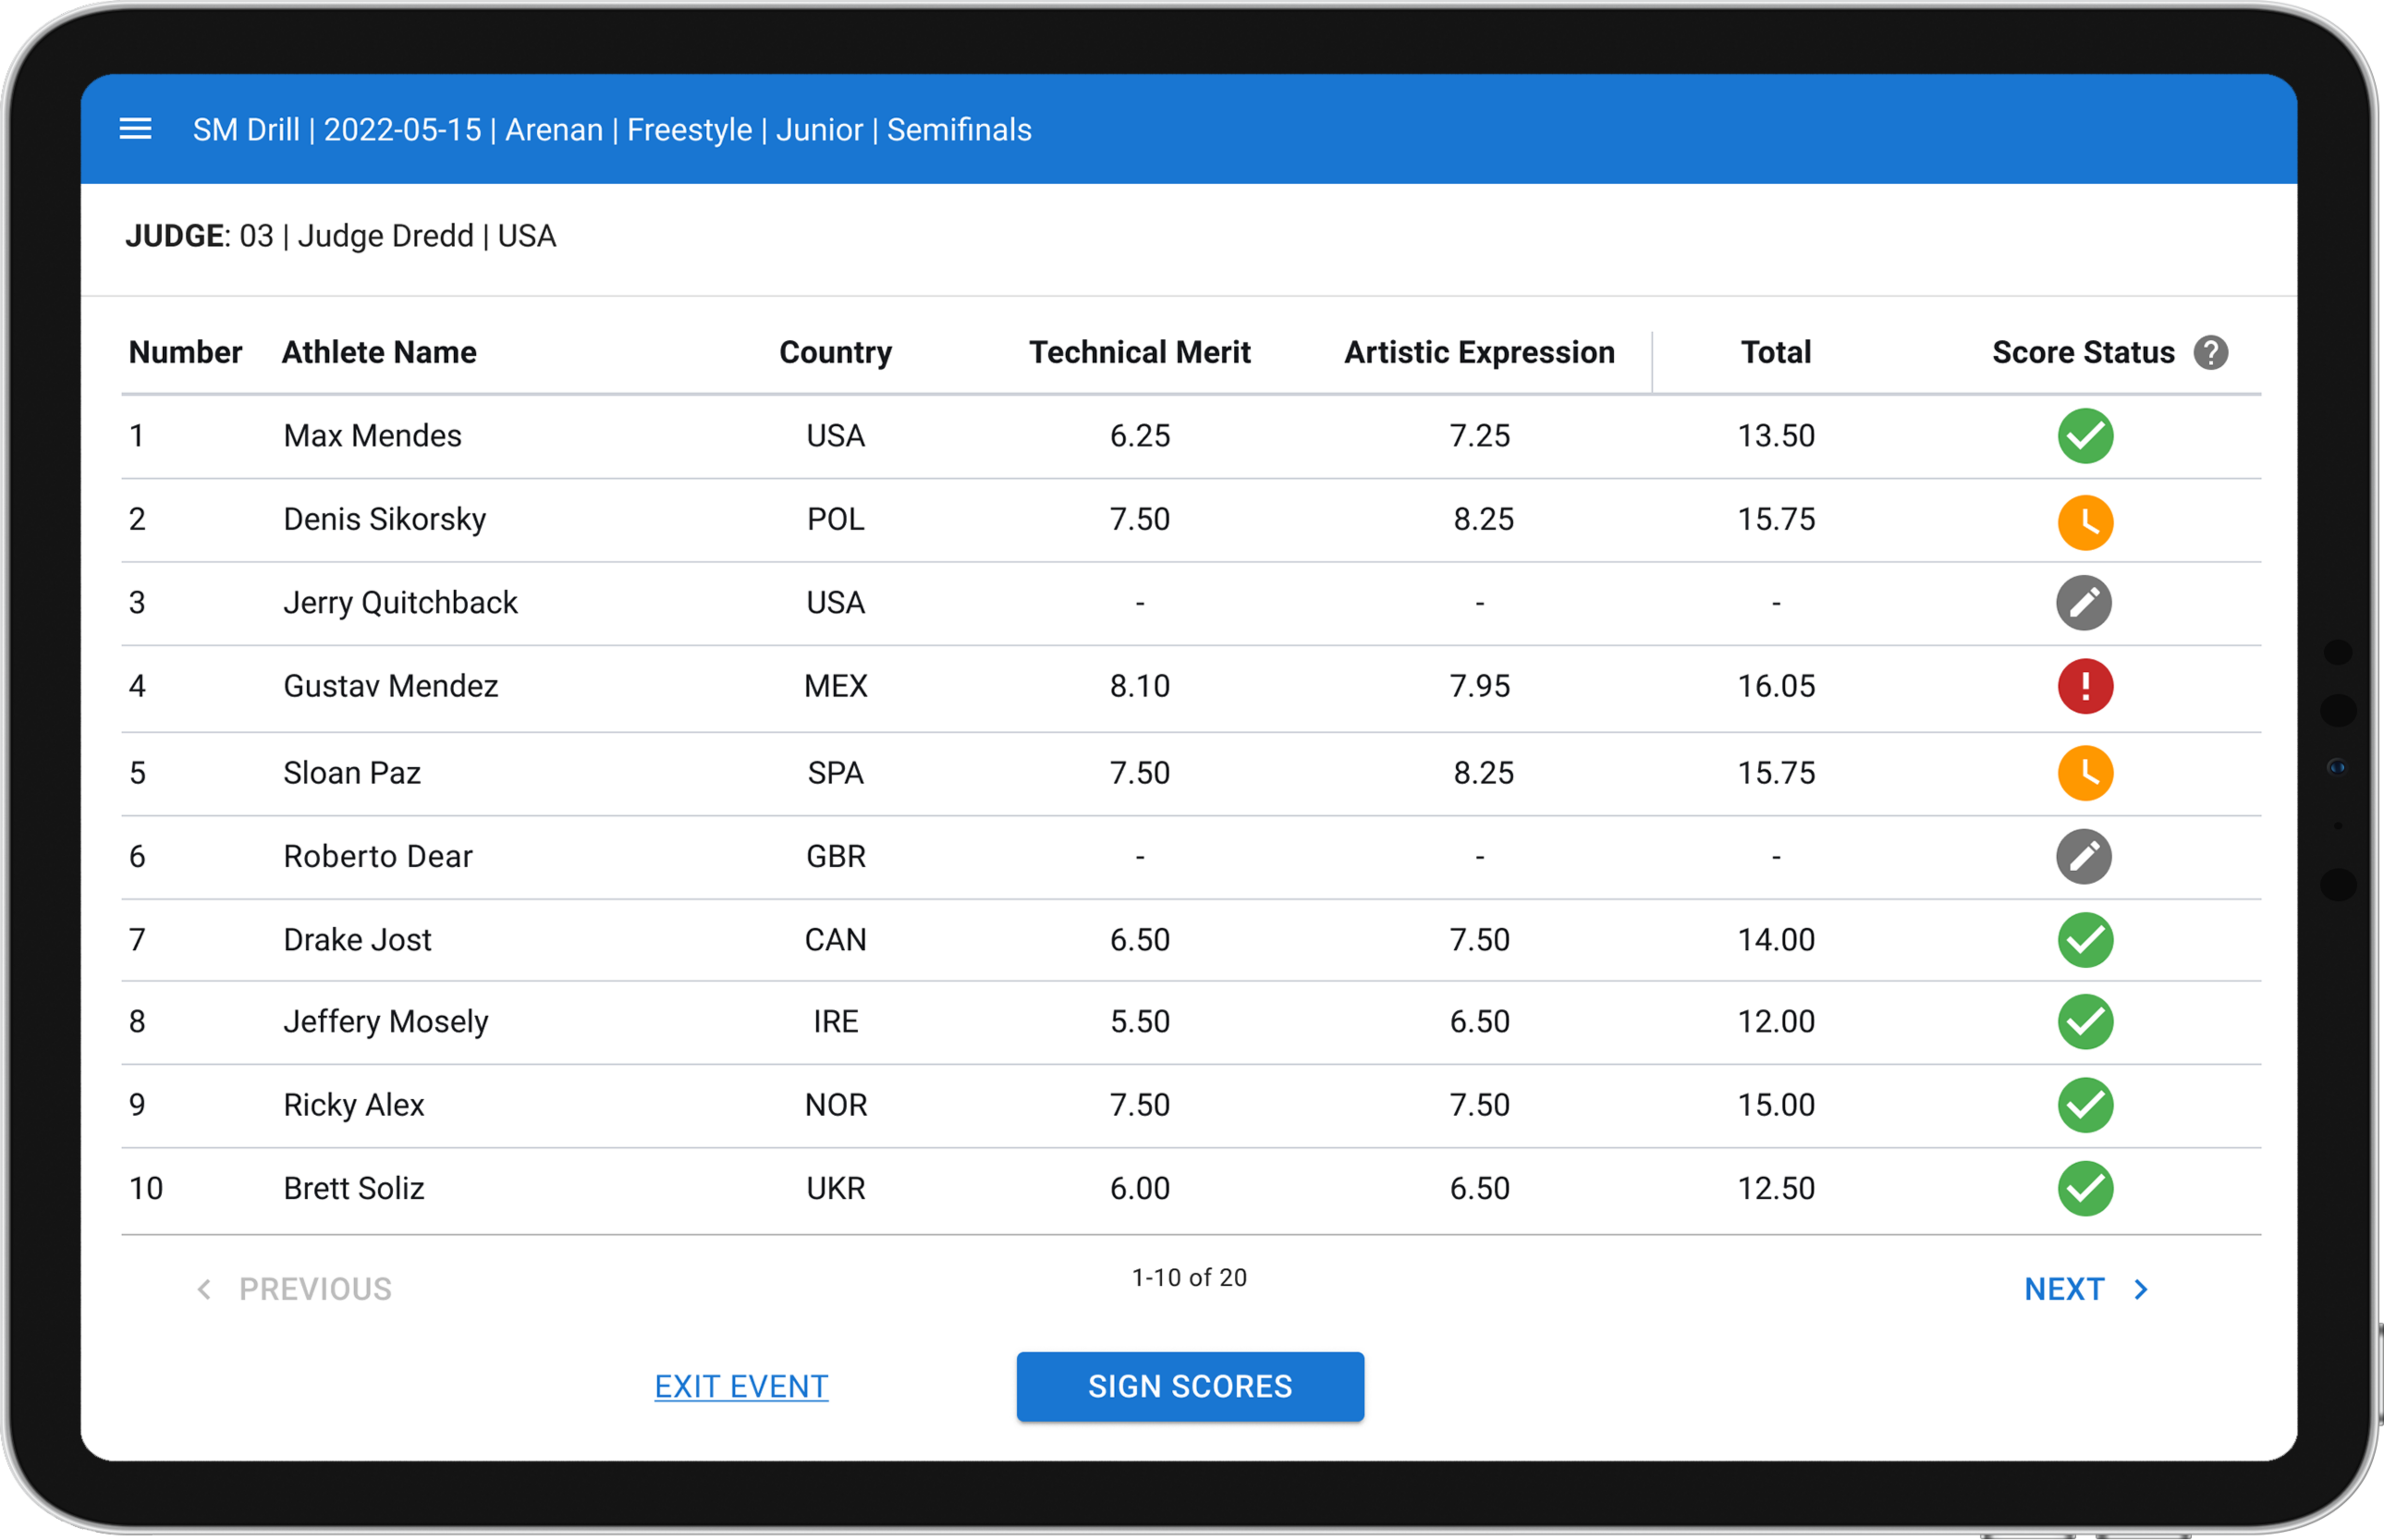 SM Drill | 2022-05-15 | Arenan | Freestyle | Junior | Semifinals
JUDGE: 03 | Judge Dredd | USA
Number Athlete Name Country Technical Merit Artistic Expression Total Score Status ?
1 Max Mendes USA 6.25 7.25 13.50
2 Denis Sikorsky POL 7.50 8.25 15.75
3 Jerry Quitchback USA - - -
4 Gustav Mendez MEX 8.10 7.95 16.05 !
5 Sloan Paz SPA 7.50 8.25 15.75
6 Roberto Dear GBR - - -
7 Drake Jost CAN 6.50 7.50 14.00
8 Jeffery Mosely IRE 5.50 6.50 12.00
9 Ricky Alex NOR 7.50 7.50 15.00
10 Brett Soliz UKR 6.00 6.50 12.50
PREVIOUS 1-10 of 20 NEXT
EXIT EVENT SIGN SCORES